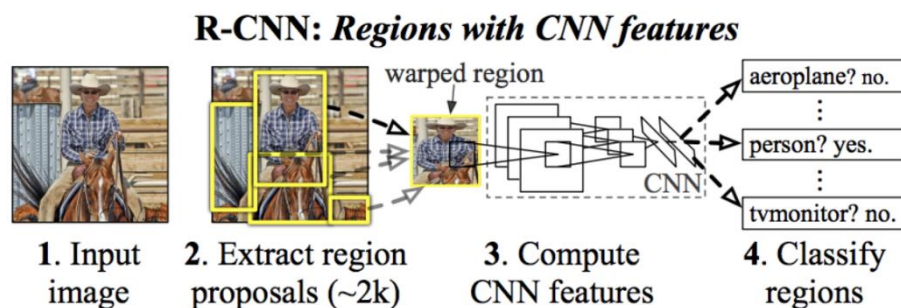 R-CNN: Regions with CNN features
warped region
aeroplane? no.
⋮
person? yes.
⋮
tvmonitor? no.
CNN
1. Input
image
2. Extract region
proposals (~2k)
3. Compute
CNN features
4. Classify
regions